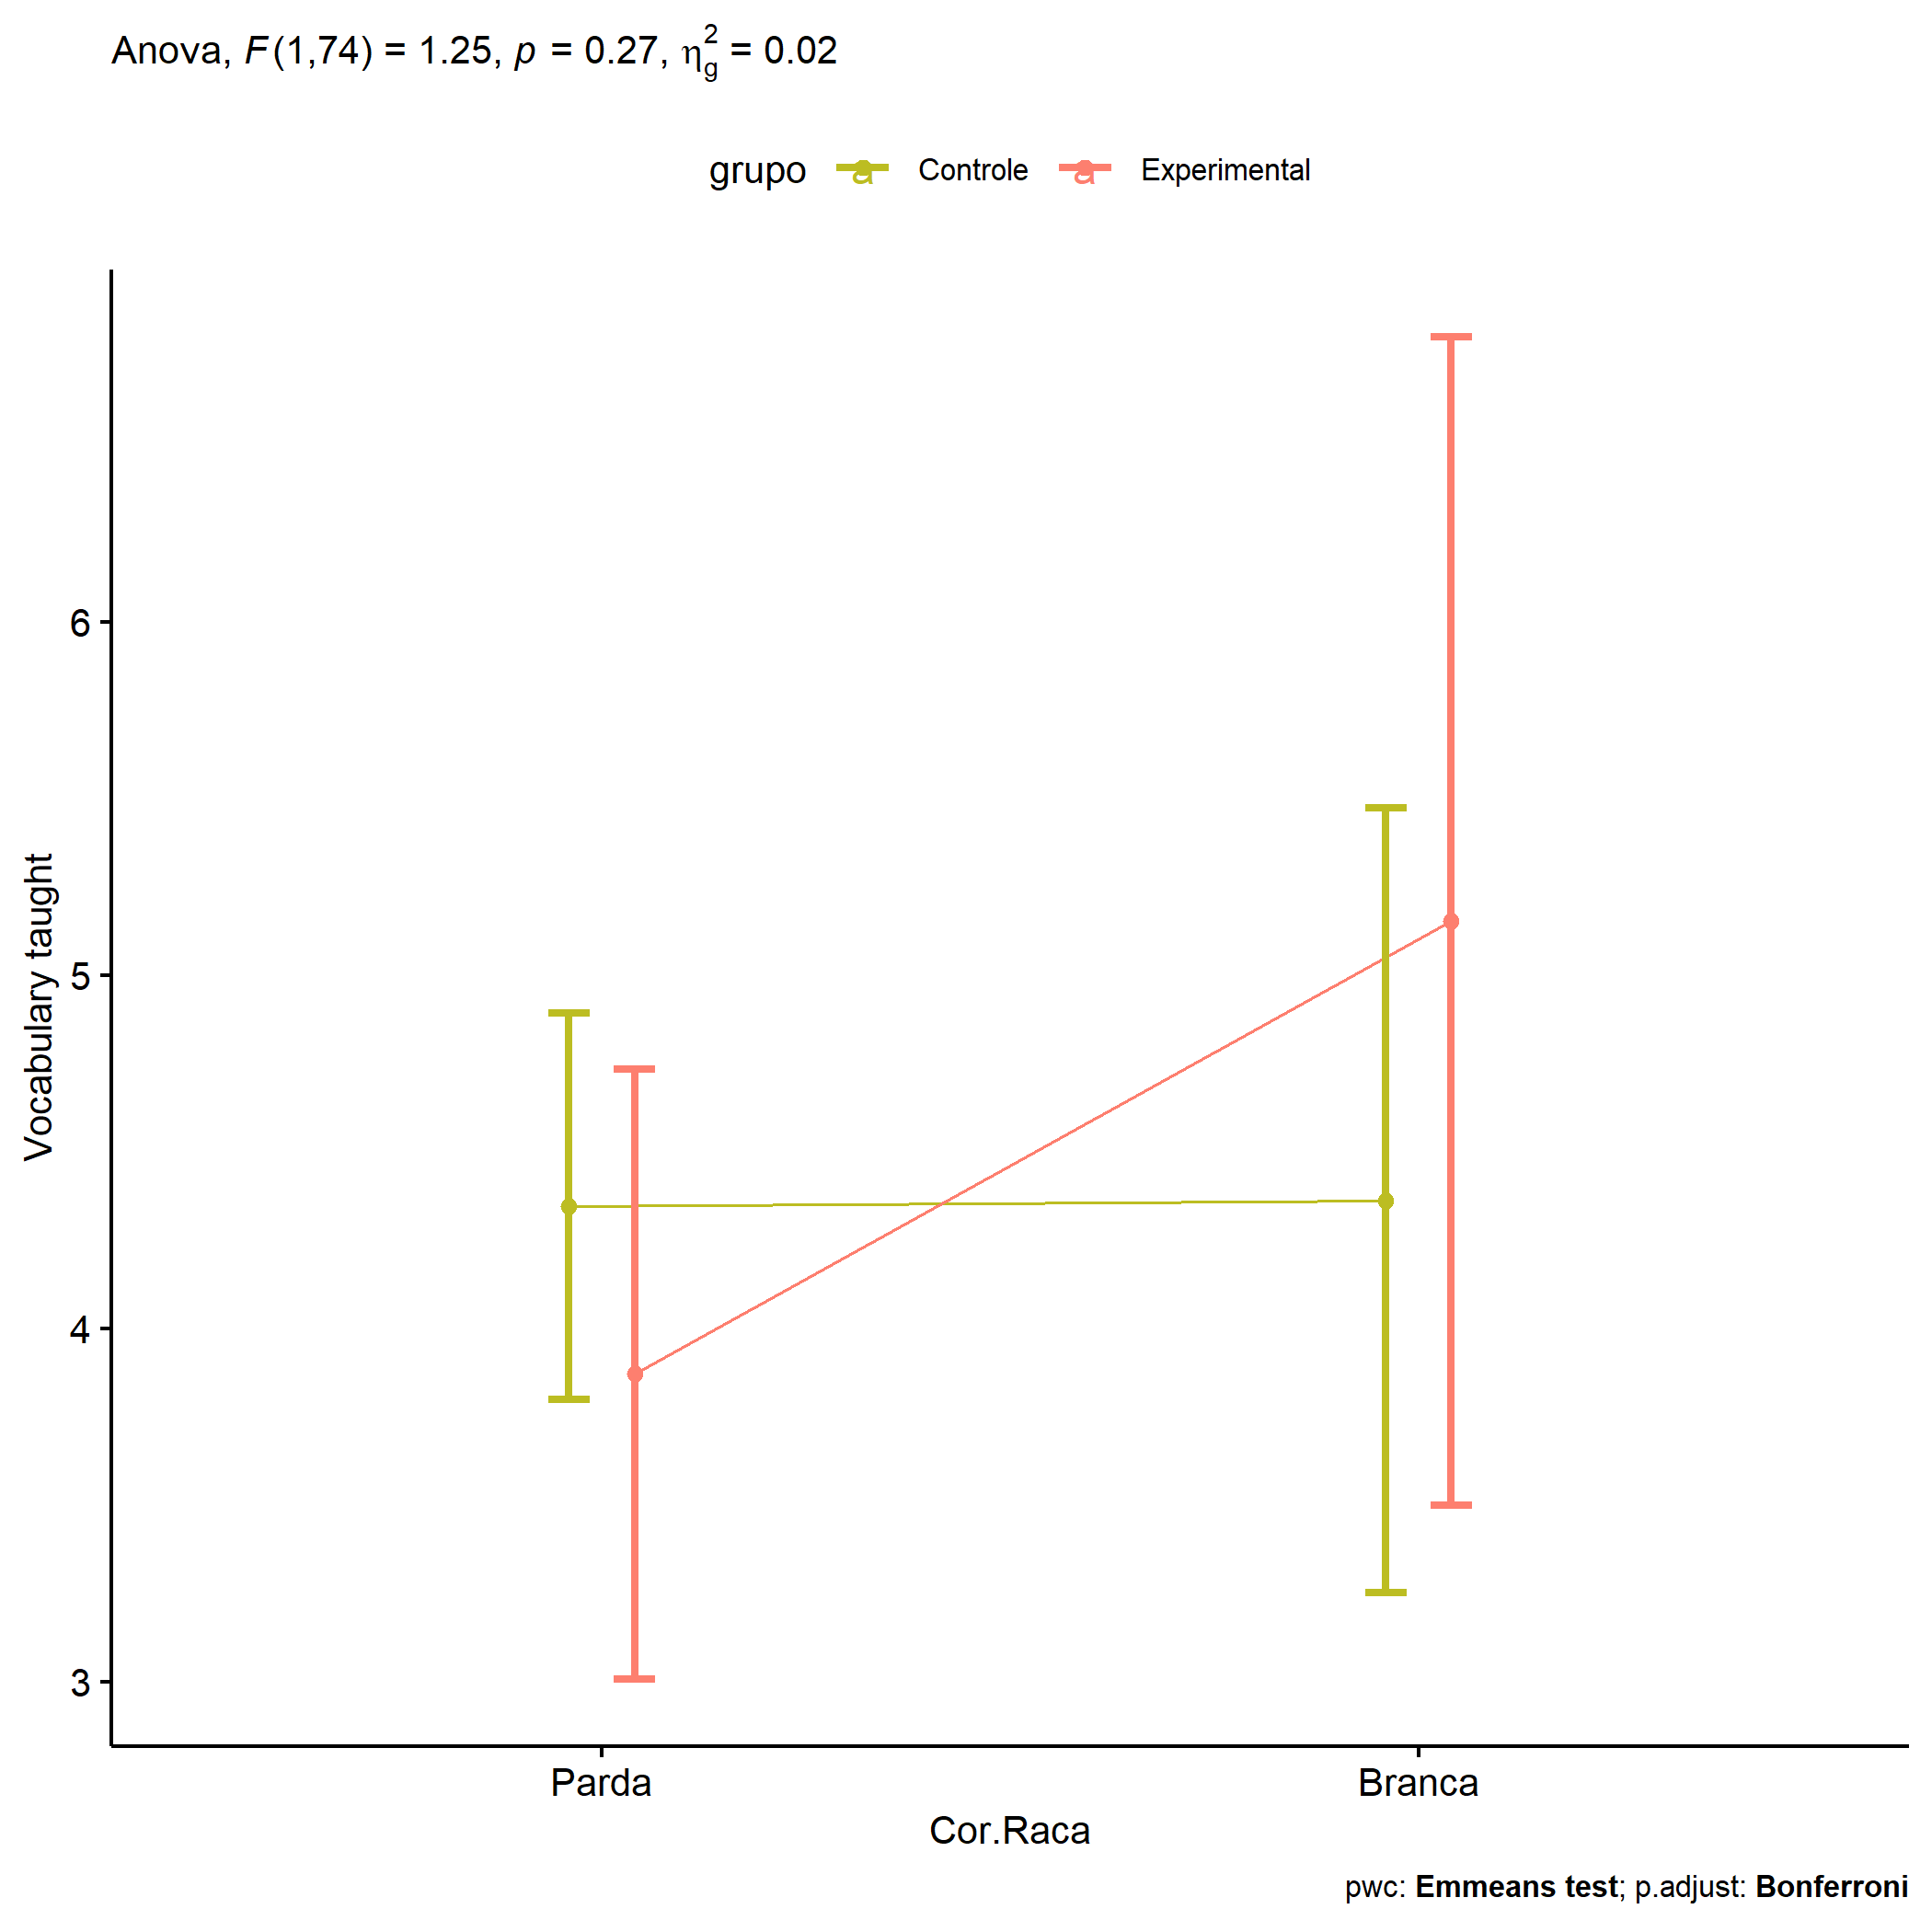 Anova, F(1,74) = 1.25, p = 0.27, η²g = 0.02
grupo a Controle a Experimental
Vocabulary taught
6
5
4
3
Parda Branca
Cor.Raca
pwc: Emmeans test; p.adjust: Bonferroni